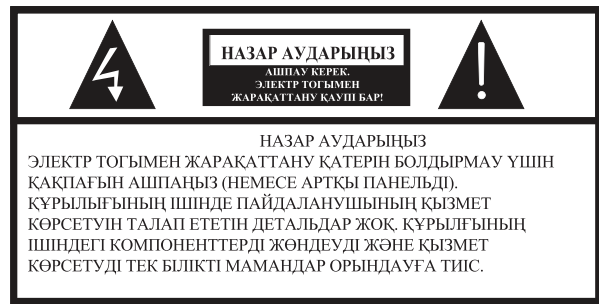 НАЗАР АУДАРЫҢЫЗ
АШПАУ КЕРЕК.
ЭЛЕКТР ТОГЫМЕН
ЖАРАҚАТТАНУ ҚАУПІ БАР!
НАЗАР АУДАРЫҢЫЗ
ЭЛЕКТР ТОГЫМЕН ЖАРАҚАТТАНУ ҚАТЕРІН БОЛДЫРМАУ ҮШІН
ҚАҚПАҒЫН АШПАҢЫЗ (НЕМЕСЕ АРТҚЫ ПАНЕЛЬДІ).
ҚҰРЫЛЫҒЫНЫҢ ІШІНДЕ ПАЙДАЛАНУШЫНЫҢ ҚЫЗМЕТ
КӨРСЕТУІН ТАЛАП ЕТЕТІН ДЕТАЛЬДАР ЖОҚ. ҚҰРЫЛҒЫНЫҢ
ІШІНДЕГІ КОМПОНЕНТТЕРДІ ЖӨНДЕУДІ ЖӘНЕ ҚЫЗМЕТ
КӨРСЕТУДІ ТЕК БІЛІКТІ МАМАНДАР ОРЫНДАУҒА ТИІС.